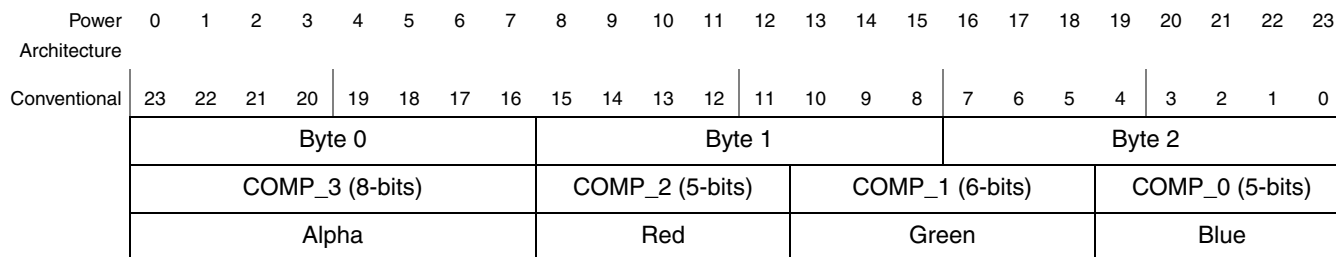 Power 0 1 2 3 4 5 6 7 8 9 10 11 12 13 14 15 16 17 18 19 20 21 22 23
Architecture
Conventional 23 22 21 20 19 18 17 16 15 14 13 12 11 10 9 8 7 6 5 4 3 2 1 0
Byte 0 Byte 1 Byte 2
COMP_3 (8-bits) COMP_2 (5-bits) COMP_1 (6-bits) COMP_0 (5-bits)
Alpha Red Green Blue